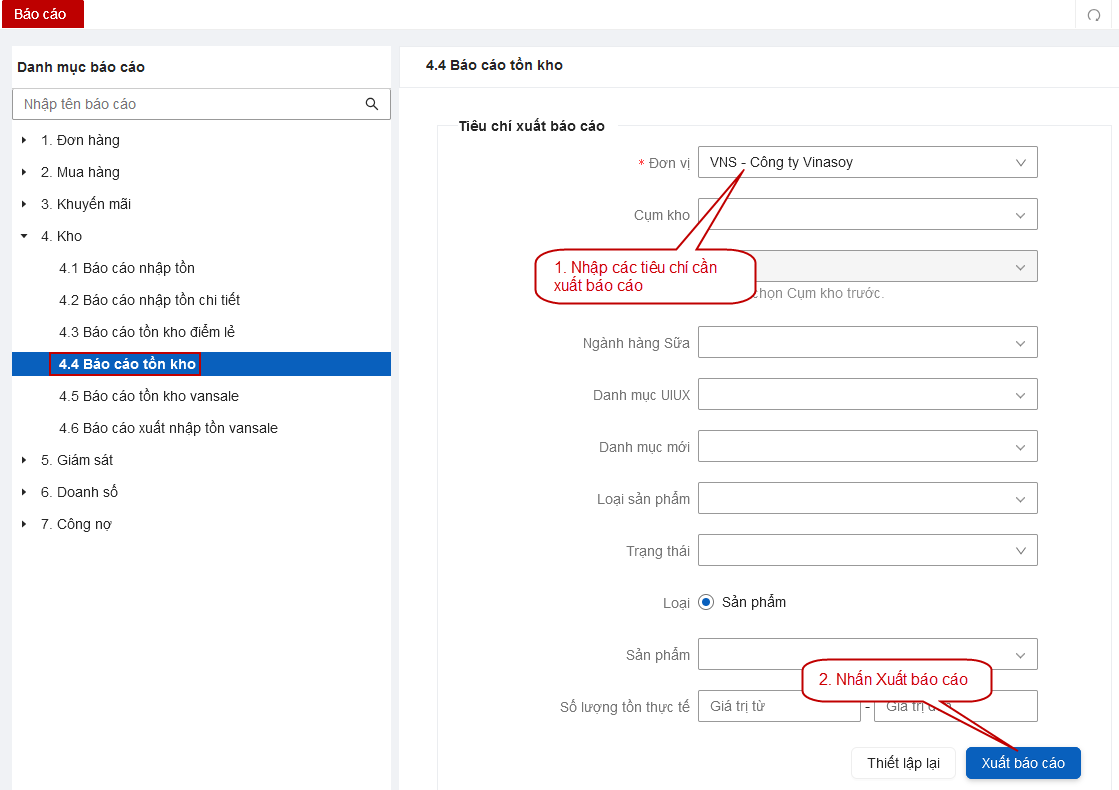 Báo cáo
Danh mục báo cáo
Nhập tên báo cáo
1. Đơn hàng
2. Mua hàng
3. Khuyến mãi
4. Kho
4.1 Báo cáo nhập tồn
4.2 Báo cáo nhập tồn chi tiết
4.3 Báo cáo tồn kho điểm lẻ
4.4 Báo cáo tồn kho
4.5 Báo cáo tồn kho vansale
4.6 Báo cáo xuất nhập tồn vansale
5. Giám sát
6. Doanh số
7. Công nợ
4.4 Báo cáo tồn kho
Tiêu chí xuất báo cáo
* Đơn vị
VNS - Công ty Vinasoy
Cụm kho
1. Nhập các tiêu chí cần
xuất báo cáo
chọn Cụm kho trước.
Ngành hàng Sữa
Danh mục UIUX
Danh mục mới
Loại sản phẩm
Trạng thái
Loại
Sản phẩm
Sản phẩm
2. Nhấn Xuất báo cáo
Số lượng tồn thực tế
Giá trị từ
-
Giá trị
Thiết lập lại
Xuất báo cáo